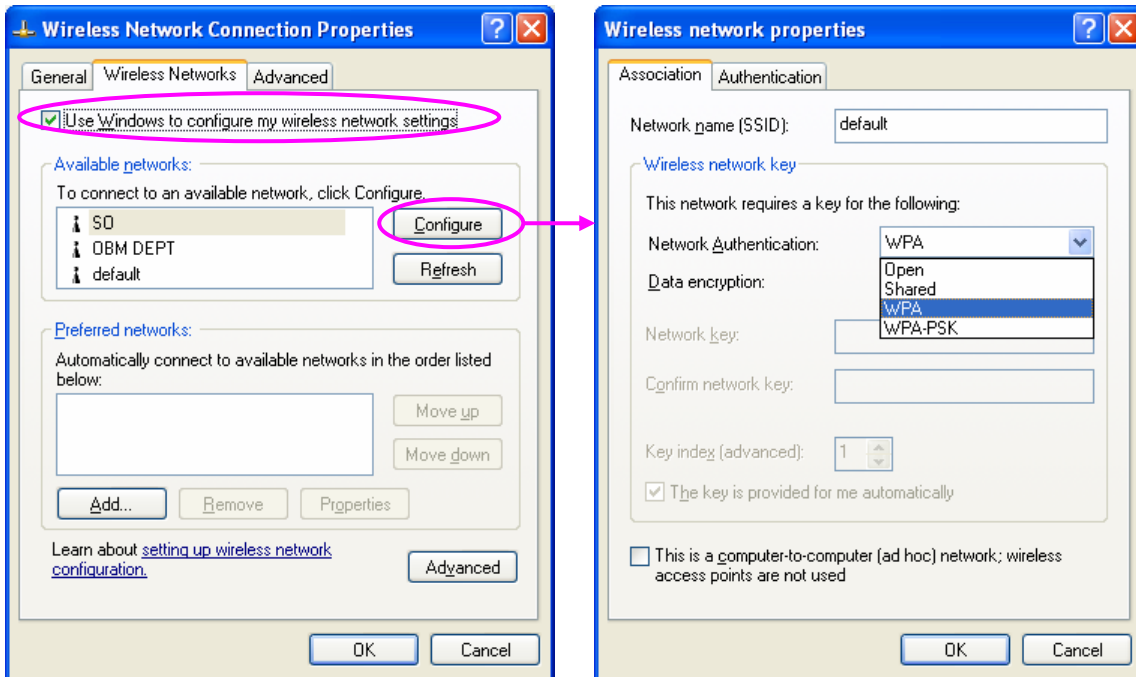 Wireless Network Connection Properties
General
Wireless Networks
Advanced
Use Windows to configure my wireless network settings
Available networks:
To connect to an available network, click Configure.
SO
OBM DEPT
default
Configure
Refresh
Preferred networks:
Automatically connect to available networks in the order listed
below:
Move up
Move down
Add...
Remove
Properties
Learn about setting up wireless network
configuration.
Advanced
OK
Cancel
Wireless network properties
Association
Authentication
Network name (SSID):
default
Wireless network key
This network requires a key for the following:
Network Authentication:
WPA
Open
Shared
WPA
WPA-PSK
Data encryption:
Network key:
Confirm network key:
Key index (advanced):
1
The key is provided for me automatically
This is a computer-to-computer (ad hoc) network; wireless
access points are not used
OK
Cancel